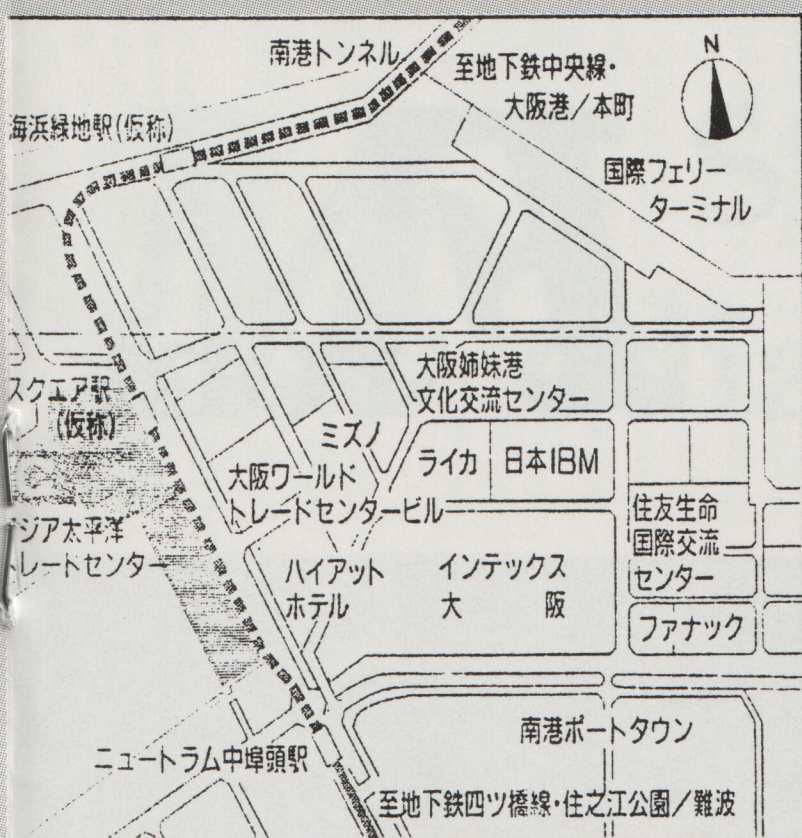 南港トンネル
至地下鉄中央線・
大阪港/本町
N
海浜緑地駅(仮称)
国際フェリー
ターミナル
大阪姉妹港
文化交流センター
スクエア駅
(仮称)
ミズノ
ライカ
日本IBM
大阪ワールド
トレードセンタービル
住友生命
国際交流
センター
ジア太平洋
トレードセンター
ハイアット
ホテル
インテックス
大 阪
ファナック
南港ポートタウン
ニュートラム中埠頭駅
至地下鉄四ツ橋線・住之江公園/難波